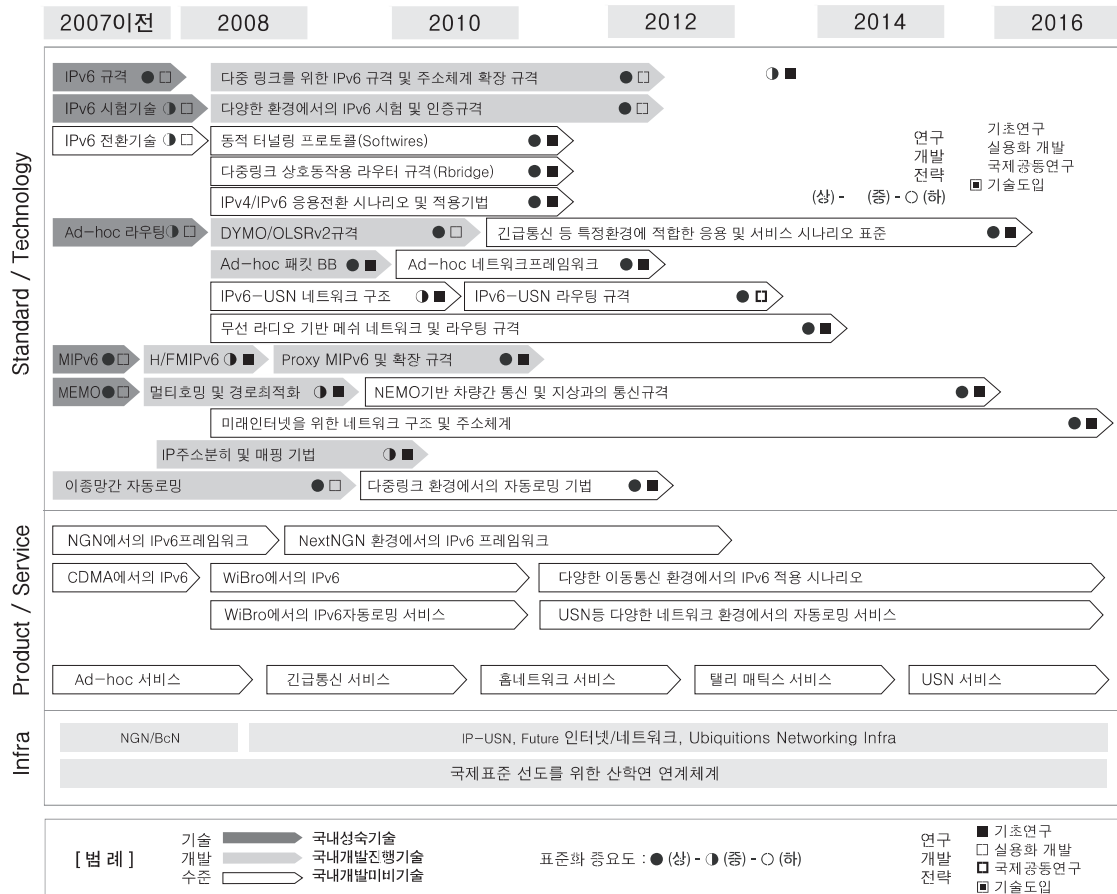 2007이전 2008 2010 2012 2014 2016
Standard / Technology
IPv6 규격 ●□ 다중 링크를 위한 IPv6 규격 및 주소체계 확장 규격 ●□ ◑■
IPv6 시험기술 ◑□ 다양한 환경에서의 IPv6 시험 및 인증규격 ●□
IPv6 전환기술 ◑□ 동적 터널링 프로토콜(Softwires) ●■
다중링크 상호동작용 라우터 규격(Rbridge) ●■
IPv4/IPv6 응용전환 시나리오 및 적용기법 ●■
연구
개발
전략
기초연구
실용화 개발
국제공동연구
▣ 기술도입
(상) - (중) - ○ (하)
Ad-hoc 라우팅 ◑□ DYMO/OLSRv2규격 ●□ 긴급통신 등 특정환경에 적합한 응용 및 서비스 시나리오 표준 ●■
Ad-hoc 패킷 BB ●■ Ad-hoc 네트워크프레임워크 ●■
IPv6-USN 네트워크 구조 ◑■ IPv6-USN 라우팅 규격 ●□
무선 라디오 기반 메쉬 네트워크 및 라우팅 규격 ●■
MIPv6 ●□ H/FMIPv6 ◑■ Proxy MIPv6 및 확장 규격 ●■
MEMO ●□ 멀티호밍 및 경로최적화 ◑■ NEMO기반 차량간 통신 및 지상과의 통신규격 ●■
미래인터넷을 위한 네트워크 구조 및 주소체계 ●■
IP주소분히 및 매핑 기법 ◑■
이종망간 자동로밍 ●□ 다중링크 환경에서의 자동로밍 기법 ●■
Product / Service
NGN에서의 IPv6프레임워크 NextNGN 환경에서의 IPv6 프레임워크
CDMA에서의 IPv6 WiBro에서의 IPv6 다양한 이동통신 환경에서의 IPv6 적용 시나리오
WiBro에서의 IPv6자동로밍 서비스 USN등 다양한 네트워크 환경에서의 자동로밍 서비스
Ad-hoc 서비스 긴급통신 서비스 홈네트워크 서비스 탤리 매틱스 서비스 USN 서비스
Infra
NGN/BcN IP-USN, Future 인터넷/네트워크, Ubiquitions Networking Infra
국제표준 선도를 위한 산학연 연계체계
[ 범 례 ]
기술
개발
수준
국내성숙기술
국내개발진행기술
국내개발미비기술
표준화 중요도 : ● (상) - ◑ (중) - ○ (하)
연구
개발
전략
■ 기초연구
□ 실용화 개발
□ 국제공동연구
▣ 기술도입